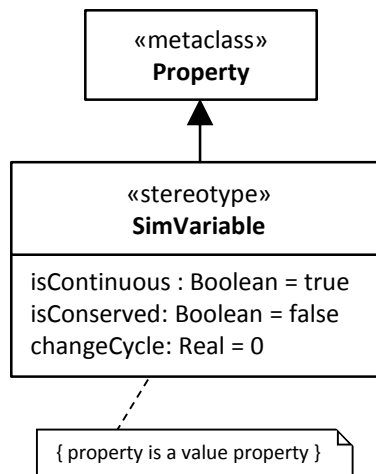 «metaclass»
Property
«stereotype»
SimVariable
isContinuous : Boolean = true
isConserved: Boolean = false
changeCycle: Real = 0
{ property is a value property }